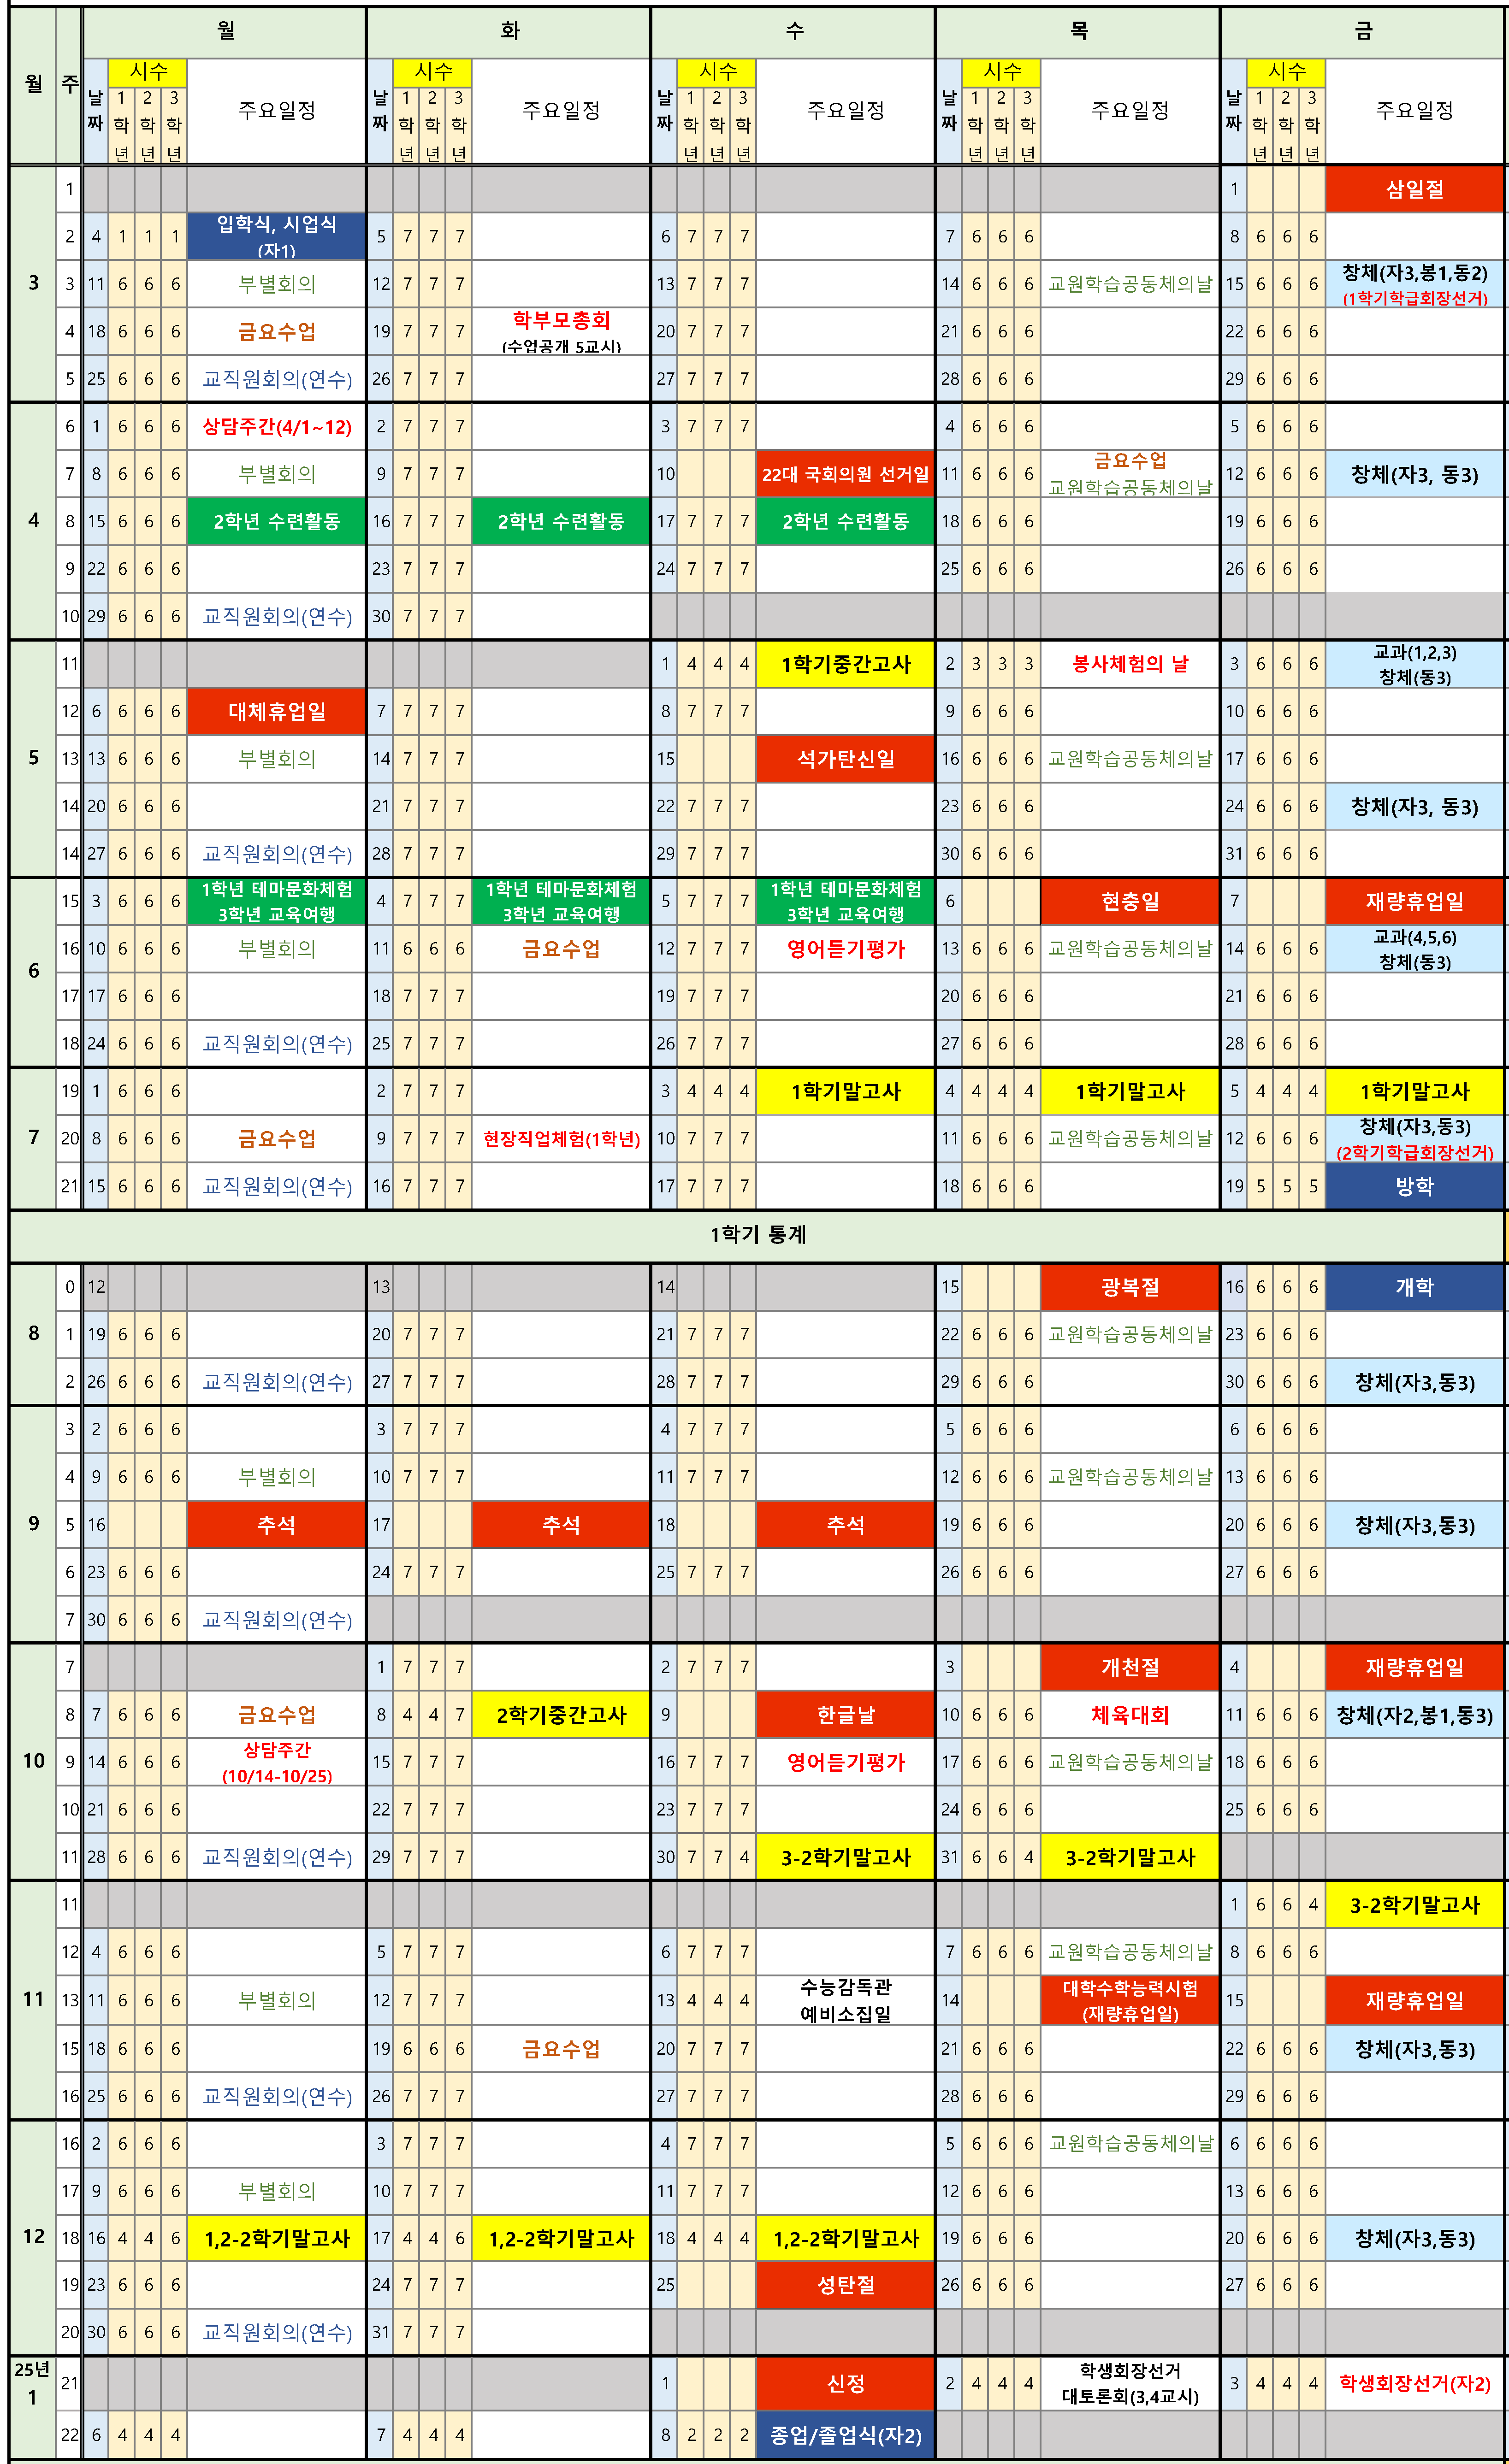 월 화 수 목 금
월 주 날짜 시수 주요일정 날짜 시수 주요일정 날짜 시수 주요일정 날짜 시수 주요일정 날짜 시수 주요일정
1학년 2학년 3학년 1학년 2학년 3학년 1학년 2학년 3학년 1학년 2학년 3학년 1학년 2학년 3학년
3
1 1 삼일절
2 4 1 1 1 입학식, 시업식 (자1) 5 7 7 7 6 7 7 7 7 6 6 6 8 6 6 6
3 11 6 6 6 부별회의 12 7 7 7 13 7 7 7 14 6 6 6 교원학습공동체의날 15 6 6 6 창체(자3,봉1,동2) (1학기학급회장선거)
4 18 6 6 6 금요수업 19 7 7 7 학부모총회 (수업공개 5교시) 20 7 7 7 21 6 6 6 22 6 6 6
5 25 6 6 6 교직원회의(연수) 26 7 7 7 27 7 7 7 28 6 6 6 29 6 6 6
4
6 1 6 6 6 상담주간(4/1~12) 2 7 7 7 3 7 7 7 4 6 6 6 5 6 6 6
7 8 6 6 6 부별회의 9 7 7 7 10 22대 국회의원 선거일 11 6 6 6 금요수업 교원학습공동체의날 12 6 6 6 창체(자3, 동3)
8 15 6 6 6 2학년 수련활동 16 7 7 7 2학년 수련활동 17 7 7 7 2학년 수련활동 18 6 6 6 19 6 6 6
9 22 6 6 6 23 7 7 7 24 7 7 7 25 6 6 6 26 6 6 6
10 29 6 6 6 교직원회의(연수) 30 7 7 7
5
11 1 4 4 4 1학기중간고사 2 3 3 3 봉사체험의 날 3 6 6 6 교과(1,2,3) 창체(동3)
12 6 6 6 6 대체휴업일 7 7 7 7 8 7 7 7 9 6 6 6 10 6 6 6
13 13 6 6 6 부별회의 14 7 7 7 15 석가탄신일 16 6 6 6 교원학습공동체의날 17 6 6 6
14 20 6 6 6 21 7 7 7 22 7 7 7 23 6 6 6 24 6 6 6 창체(자3, 동3)
14 27 6 6 6 교직원회의(연수) 28 7 7 7 29 7 7 7 30 6 6 6 31 6 6 6
6
15 3 6 6 6 1학년 테마문화체험 3학년 교육여행 4 7 7 7 1학년 테마문화체험 3학년 교육여행 5 7 7 7 1학년 테마문화체험 3학년 교육여행 6 현충일 7 재량휴업일
16 10 6 6 6 부별회의 11 6 6 6 금요수업 12 7 7 7 영어듣기평가 13 6 6 6 교원학습공동체의날 14 6 6 6 교과(4,5,6) 창체(동3)
17 17 6 6 6 18 7 7 7 19 7 7 7 20 6 6 6 21 6 6 6
18 24 6 6 6 교직원회의(연수) 25 7 7 7 26 7 7 7 27 6 6 6 28 6 6 6
7
19 1 6 6 6 2 7 7 7 3 4 4 4 1학기말고사 4 4 4 4 1학기말고사 5 4 4 4 1학기말고사
20 8 6 6 6 금요수업 9 7 7 7 현장직업체험(1학년) 10 7 7 7 11 6 6 6 교원학습공동체의날 12 6 6 6 창체(자3,동3) (2학기학급회장선거)
21 15 6 6 6 교직원회의(연수) 16 7 7 7 17 7 7 7 18 6 6 6 19 5 5 5 방학
1학기 통계
8
0 12 13 14 15 광복절 16 6 6 6 개학
1 19 6 6 6 20 7 7 7 21 7 7 7 22 6 6 6 교원학습공동체의날 23 6 6 6
2 26 6 6 6 교직원회의(연수) 27 7 7 7 28 7 7 7 29 6 6 6 30 6 6 6 창체(자3,동3)
9
3 2 6 6 6 3 7 7 7 4 7 7 7 5 6 6 6 6 6 6 6
4 9 6 6 6 부별회의 10 7 7 7 11 7 7 7 12 6 6 6 교원학습공동체의날 13 6 6 6
5 16 추석 17 추석 18 추석 19 6 6 6 20 6 6 6 창체(자3,동3)
6 23 6 6 6 24 7 7 7 25 7 7 7 26 6 6 6 27 6 6 6
7 30 6 6 6 교직원회의(연수)
10
7 1 7 7 7 2 7 7 7 3 개천절 4 재량휴업일
8 7 6 6 6 금요수업 8 4 4 7 2학기중간고사 9 한글날 10 6 6 6 체육대회 11 6 6 6 창체(자2,봉1,동3)
9 14 6 6 6 상담주간 (10/14-10/25) 15 7 7 7 16 7 7 7 영어듣기평가 17 6 6 6 교원학습공동체의날 18 6 6 6
10 21 6 6 6 22 7 7 7 23 7 7 7 24 6 6 6 25 6 6 6
11 28 6 6 6 교직원회의(연수) 29 7 7 7 30 7 7 4 3-2학기말고사 31 6 6 4 3-2학기말고사
11
11 1 6 6 4 3-2학기말고사
12 4 6 6 6 5 7 7 7 6 7 7 7 7 6 6 6 교원학습공동체의날 8 6 6 6
13 11 6 6 6 부별회의 12 7 7 7 13 4 4 4 수능감독관 예비소집일 14 대학수학능력시험 (재량휴업일) 15 재량휴업일
15 18 6 6 6 19 6 6 6 금요수업 20 7 7 7 21 6 6 6 22 6 6 6 창체(자3,동3)
16 25 6 6 6 교직원회의(연수) 26 7 7 7 27 7 7 7 28 6 6 6 29 6 6 6
12
16 2 6 6 6 3 7 7 7 4 7 7 7 5 6 6 6 교원학습공동체의날 6 6 6 6
17 9 6 6 6 부별회의 10 7 7 7 11 7 7 7 12 6 6 6 13 6 6 6
18 16 4 4 6 1,2-2학기말고사 17 4 4 6 1,2-2학기말고사 18 4 4 4 1,2-2학기말고사 19 6 6 6 20 6 6 6 창체(자3,동3)
19 23 6 6 6 24 7 7 7 25 성탄절 26 6 6 6 27 6 6 6
20 30 6 6 6 교직원회의(연수) 31 7 7 7
25년 1
21 1 신정 2 4 4 4 학생회장선거 대토론회(3,4교시) 3 4 4 4 학생회장선거(자2)
22 6 4 4 4 7 4 4 4 8 2 2 2 종업/졸업식(자2)